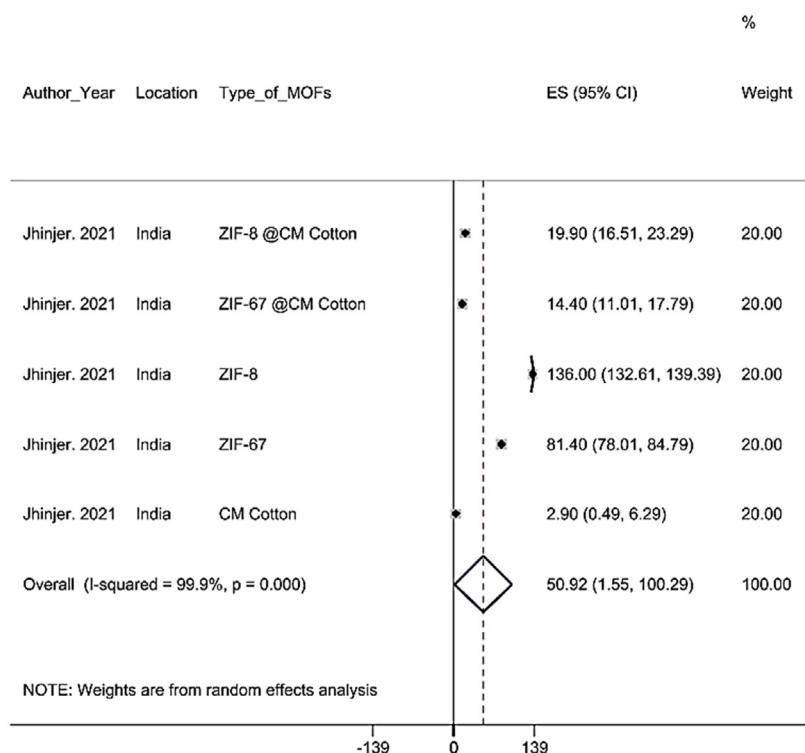 %
Author_Year Location Type_of_MOFs ES (95% CI) Weight
Jhinjer. 2021 India ZIF-8 @CM Cotton 19.90 (16.51, 23.29) 20.00
Jhinjer. 2021 India ZIF-67 @CM Cotton 14.40 (11.01, 17.79) 20.00
Jhinjer. 2021 India ZIF-8 136.00 (132.61, 139.39) 20.00
Jhinjer. 2021 India ZIF-67 81.40 (78.01, 84.79) 20.00
Jhinjer. 2021 India CM Cotton 2.90 (0.49, 6.29) 20.00
Overall (I-squared = 99.9%, p = 0.000) 50.92 (1.55, 100.29) 100.00
NOTE: Weights are from random effects analysis
-139 0 139